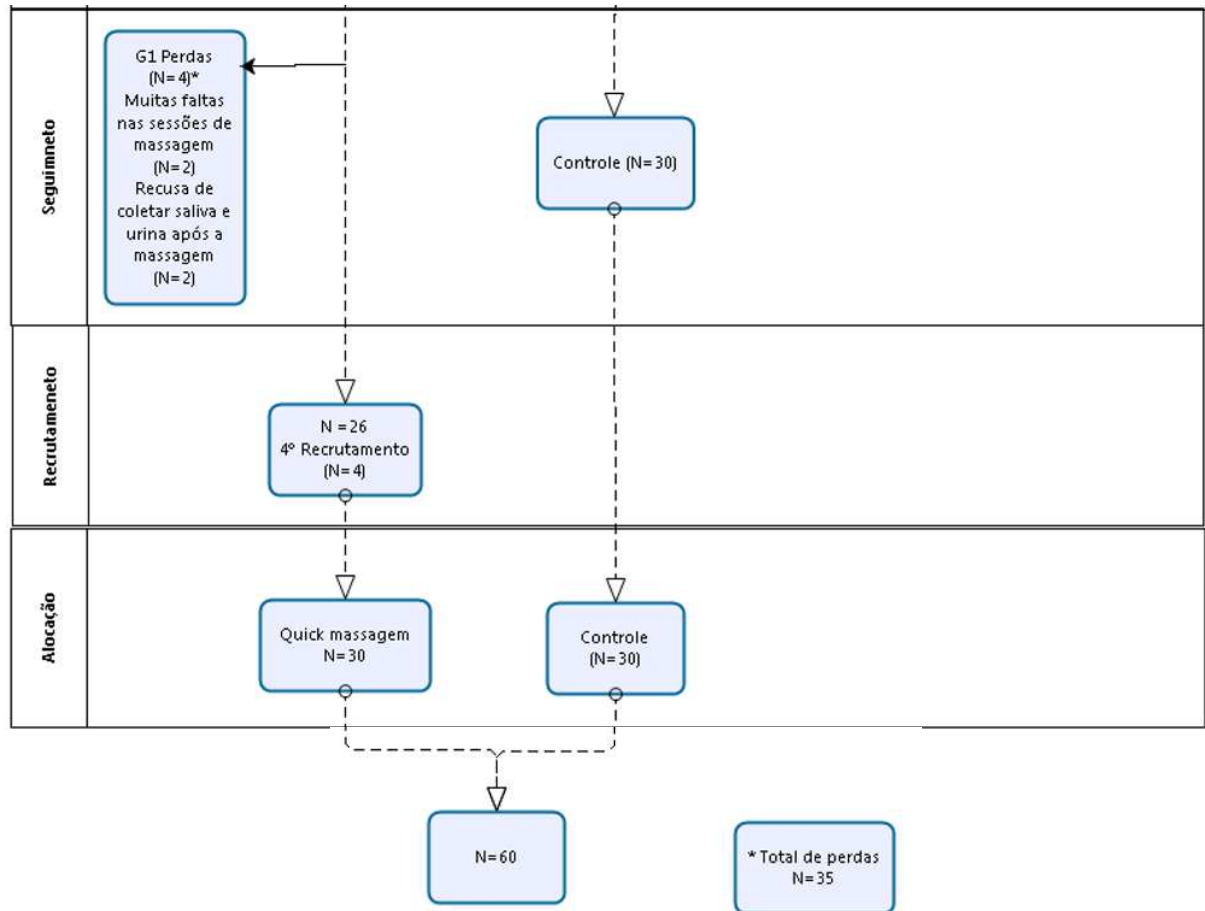 Seguimneto
G1 Perdas
(N=4)*
Muitas faltas
nas sessões de
massagem
(N=2)
Recusa de
coletar saliva e
urina após a
massagem
(N=2)
Controle (N=30)
Recrutameneto
N =26
4º Recrutamento
(N=4)
Alocação
Quick massagem
N=30
Controle
(N=30)
N=60
* Total de perdas
N=35